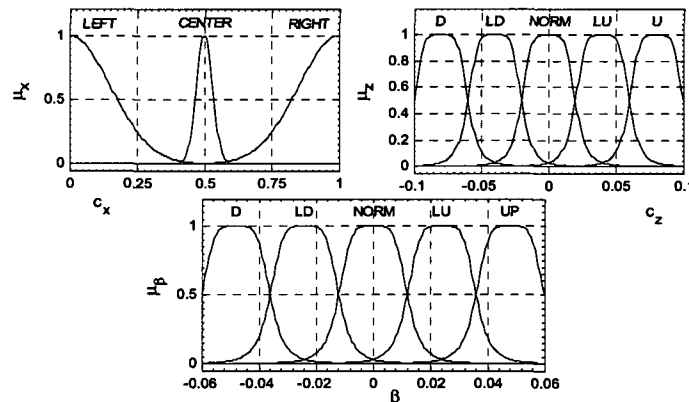 LEFT CENTER RIGHT
1
0.5
0
μx
0 0.25 0.5 0.75 1
cx
D LD NORM LU U
1
0.8
0.6
0.4
0.2
0
μz
-0.1 -0.05 0 0.05 0.1
cz
D LD NORM LU UP
1
0.5
0
μβ
-0.06 -0.04 -0.02 0 0.02 0.04 0.06
β